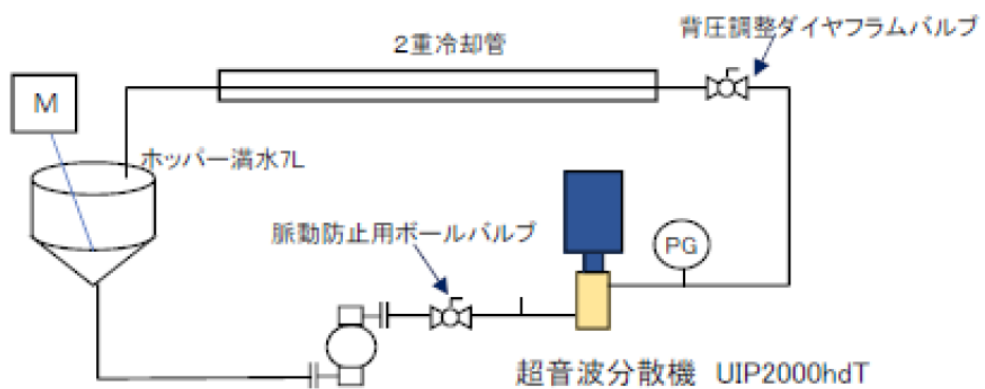 背圧調整ダイヤフラムバルブ
2重冷却管
M
ホッパー満水7L
脈動防止用ボールバルブ
PG
超音波分散機 UIP2000hdT